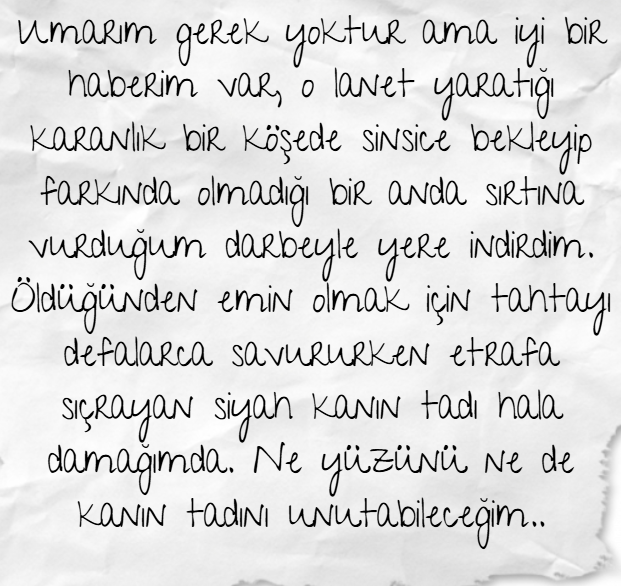 Umarım gerek yoktur ama iyi bir
haberim var, o lanet yaratığı
karanlık bir köşede sinsice bekleyip
farkında olmadığı bir anda sırtına
vurduğum darbeyle yere indirdim.
Öldüğünden emin olmak için tahtayı
defalarca savururken etrafa
sıçrayan siyah kanın tadı hala
damağımda. Ne yüzünü ne de
kanın tadını unutabileceğim..